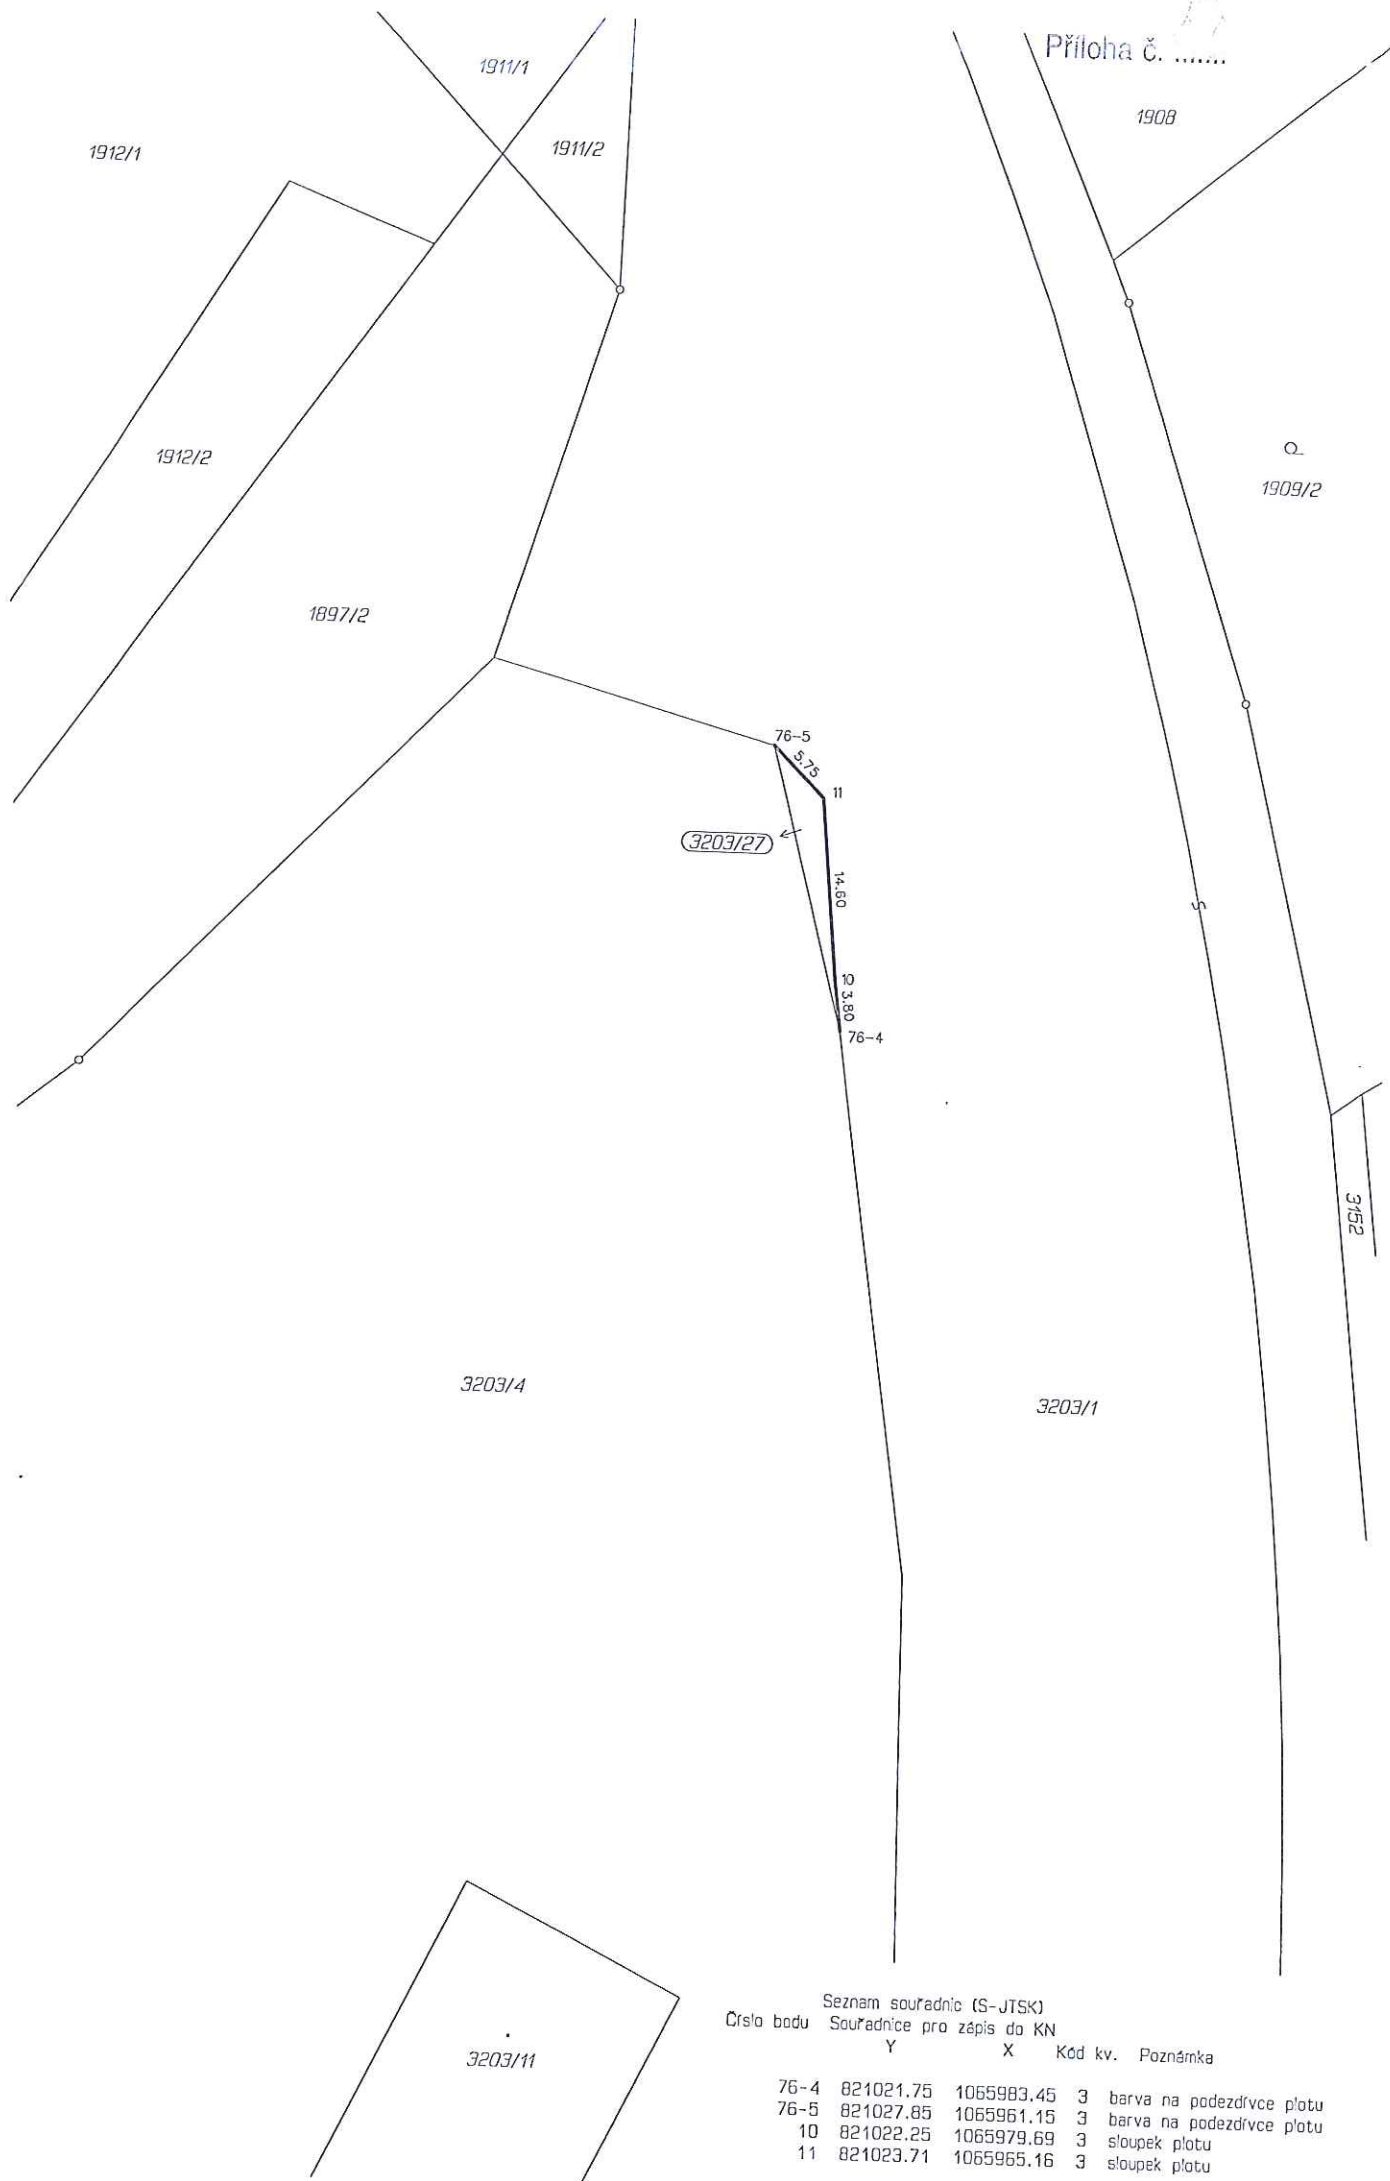 Příloha č. .......
1911/1
1908
1912/1
1911/2
1912/2
1909/2
1897/2
76-5
5.75
11
3203/27
14.60
10
3.80
76-4
3152
3203/4
3203/1
3203/11
Seznam souřadnic (S-JTSK)
Číslo bodu Souřadnice pro zápis do KN
Y X Kód kv. Poznámka
76-4 821021.75 1065983.45 3 barva na podezdívce plotu
76-5 821027.85 1065961.15 3 barva na podezdívce plotu
10 821022.25 1065979.69 3 sloupek plotu
11 821023.71 1065965.16 3 sloupek plotu